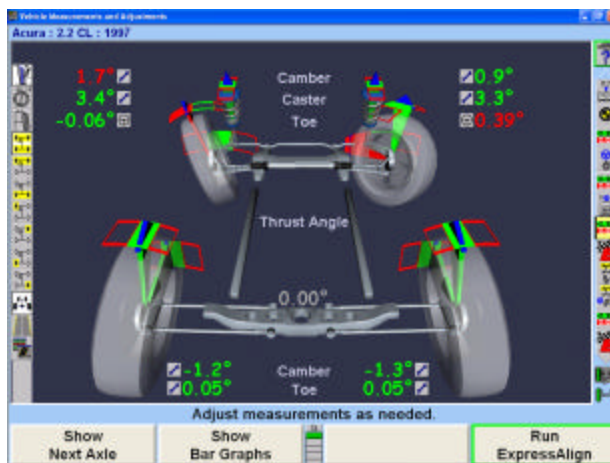 Vehicle Measurements and Adjustments
Acura : 2.2 CL : 1997
1.7° Camber 0.9°
3.4° Caster 3.3°
-0.06° Toe 0.39°
Thrust Angle
0.00°
-1.2° Camber -1.3°
0.05° Toe 0.05°
Adjust measurements as needed.
Show Next Axle
Show Bar Graphs
Run ExpressAlign